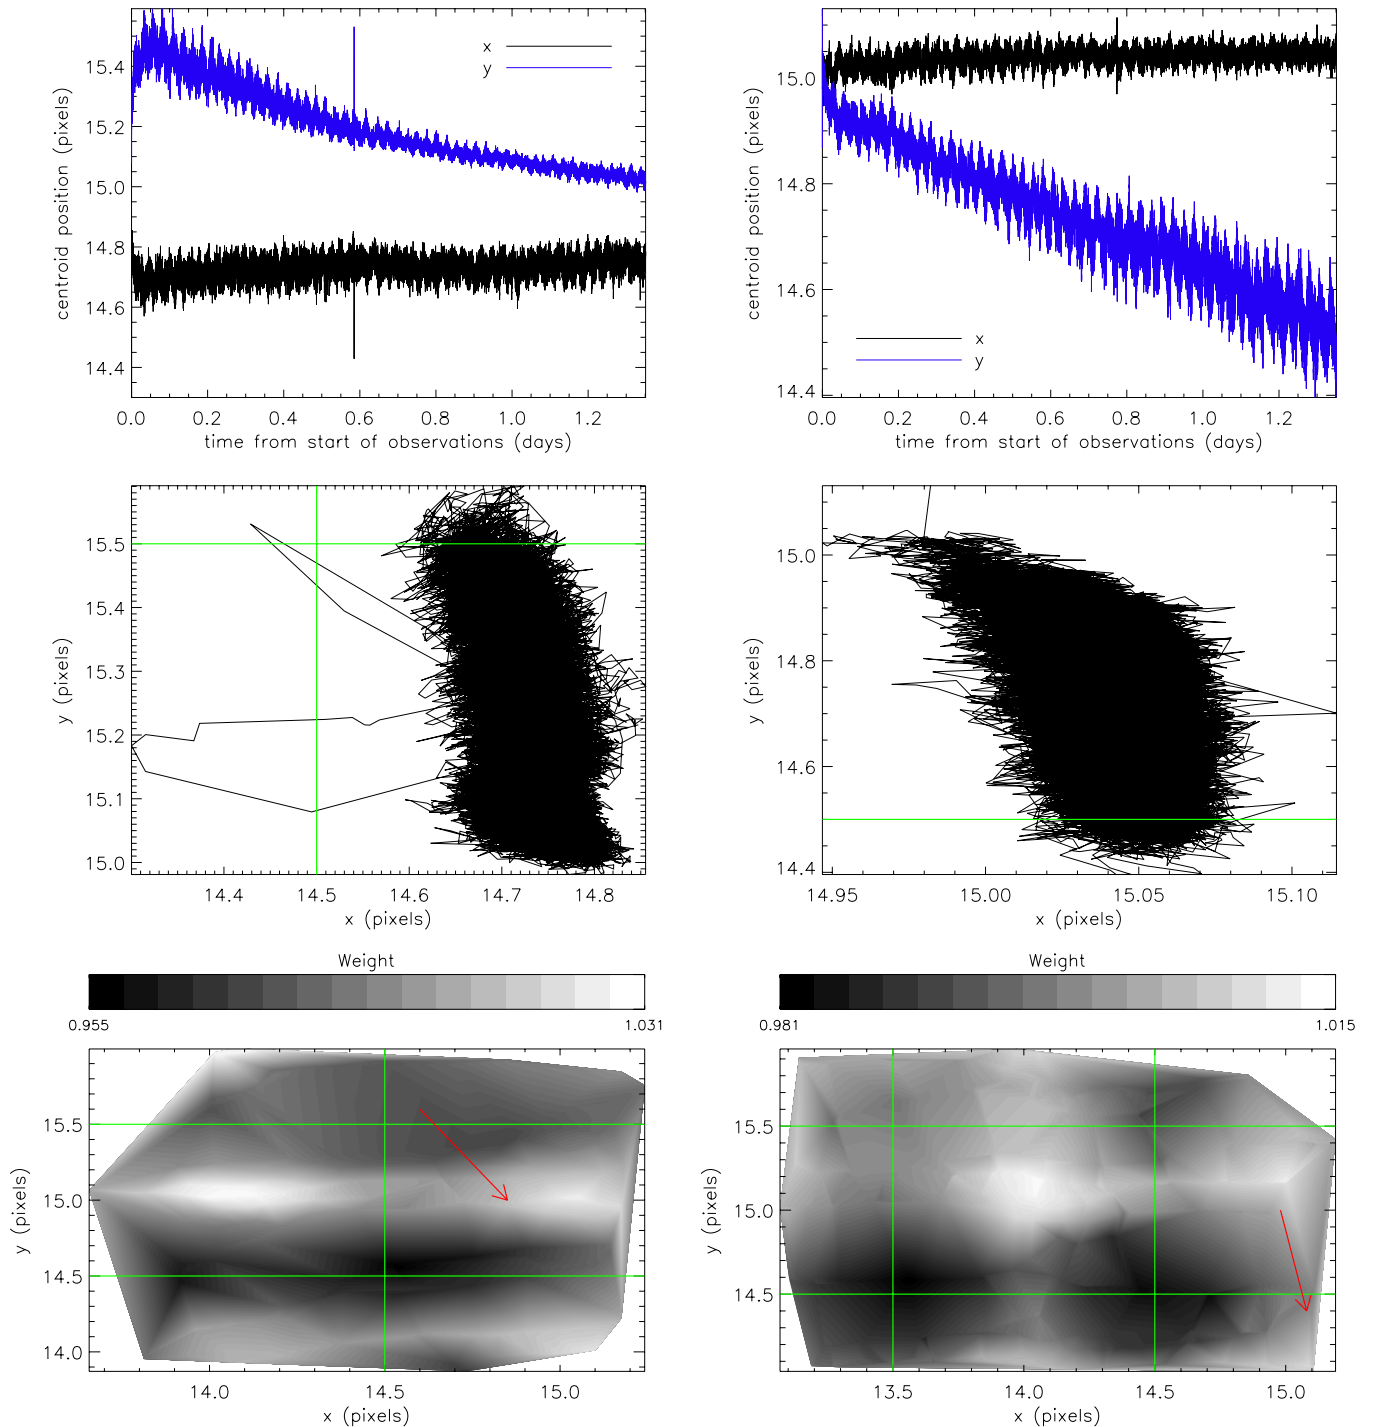 15.4
15.2
15.0
14.8
14.6
14.4
centroid position (pixels)
x
y
0.0 0.2 0.4 0.6 0.8 1.0 1.2
time from start of observations (days)
15.0
14.8
14.6
14.4
centroid position (pixels)
x
y
0.0 0.2 0.4 0.6 0.8 1.0 1.2
time from start of observations (days)
15.5
15.4
15.3
15.2
15.1
15.0
y (pixels)
14.4 14.5 14.6 14.7 14.8
x (pixels)
15.0
14.8
14.6
14.4
y (pixels)
14.95 15.00 15.05 15.10
x (pixels)
Weight
0.955 1.031
15.5
15.0
14.5
14.0
y (pixels)
14.0 14.5 15.0
x (pixels)
Weight
0.981 1.015
15.5
15.0
14.5
y (pixels)
13.5 14.0 14.5 15.0
x (pixels)